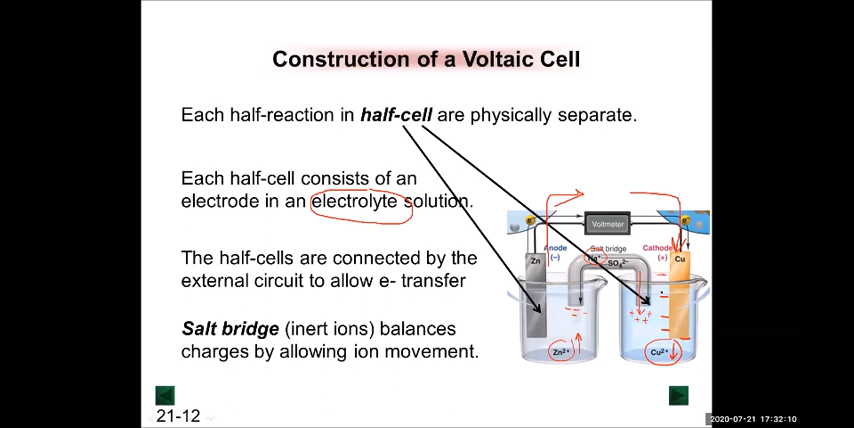 Construction of a Voltaic Cell
Each half-reaction in half-cell are physically separate.
Each half-cell consists of an
electrode in an electrolyte solution.
The half-cells are connected by the
external circuit to allow e- transfer
Salt bridge (inert ions) balances
charges by allowing ion movement.
e⁻
Voltmeter
e⁻
Anode
(−)
Salt bridge
Cathode
(+)
Zn
Na⁺
SO₄²⁻
Cu
Zn²⁺
Cu²⁺
21-12
2020-07-21 17:32:10